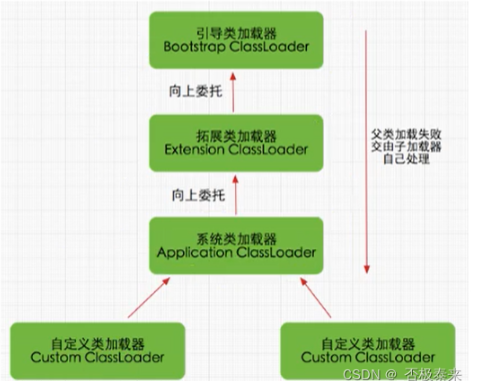 引导类加载器
Bootstrap ClassLoader
向上委托
拓展类加载器
Extension ClassLoader
父类加载失败
交由子加载器
自己处理
向上委托
系统类加载器
Application ClassLoader
自定义类加载器
Custom ClassLoader
自定义类加载器
Custom ClassLoader
CSDN @ 否极泰来